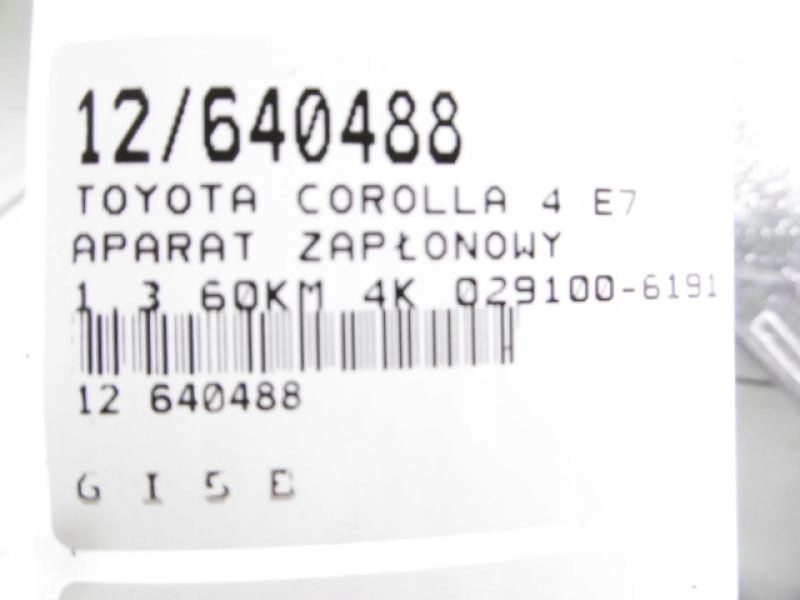 12/640488
TOYOTA COROLLA 4 E7
APARAT ZAPŁONOWY
1 3 60KM 4K 029100-6191
12 640488
G I S E